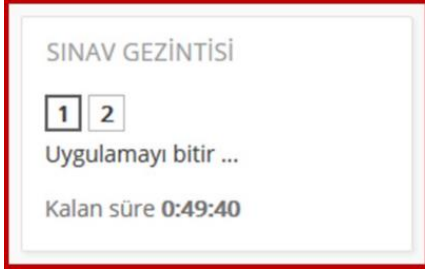 SINAV GEZİNTİSİ
1 2
Uygulamayı bitir ...
Kalan süre 0:49:40